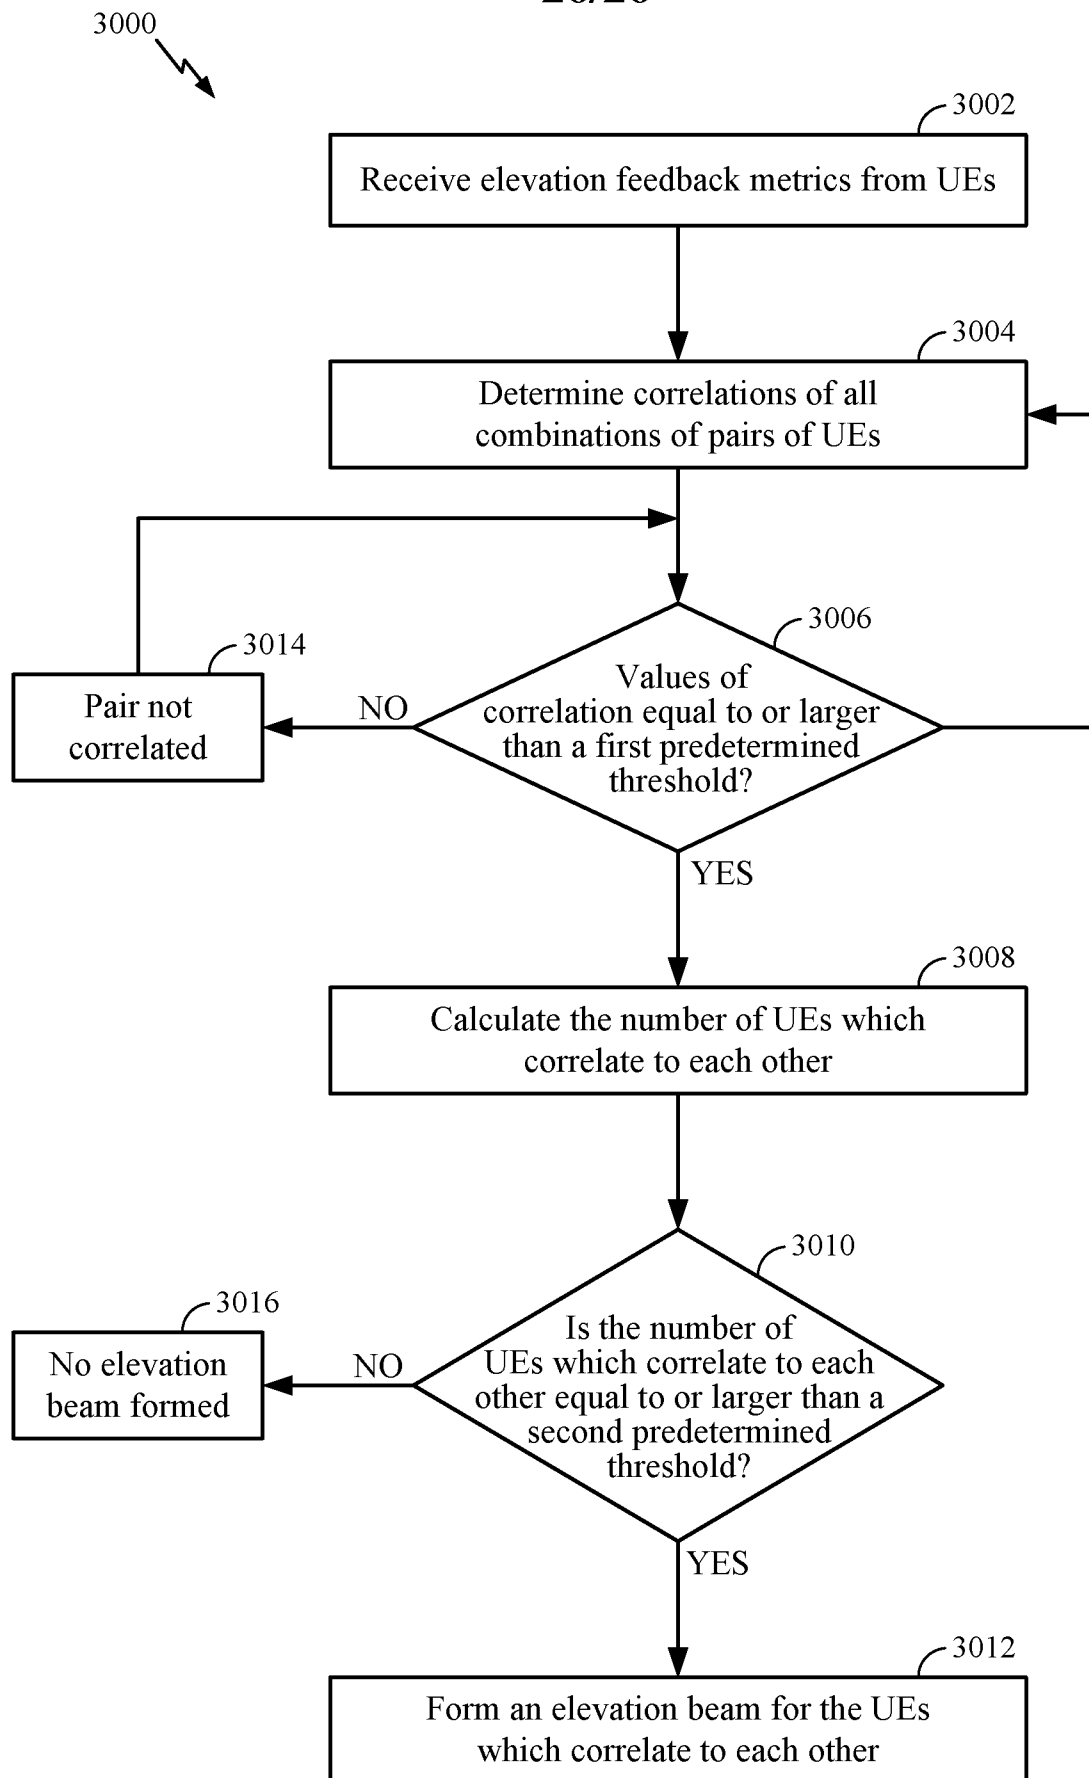 3000
3002
Receive elevation feedback metrics from UEs
3004
Determine correlations of all
combinations of pairs of UEs
3006
Values of
correlation equal to or larger
than a first predetermined
threshold?
3014
Pair not
correlated
NO
YES
3008
Calculate the number of UEs which
correlate to each other
3010
Is the number of
UEs which correlate to each
other equal to or larger than a
second predetermined
threshold?
3016
No elevation
beam formed
NO
YES
3012
Form an elevation beam for the UEs
which correlate to each other